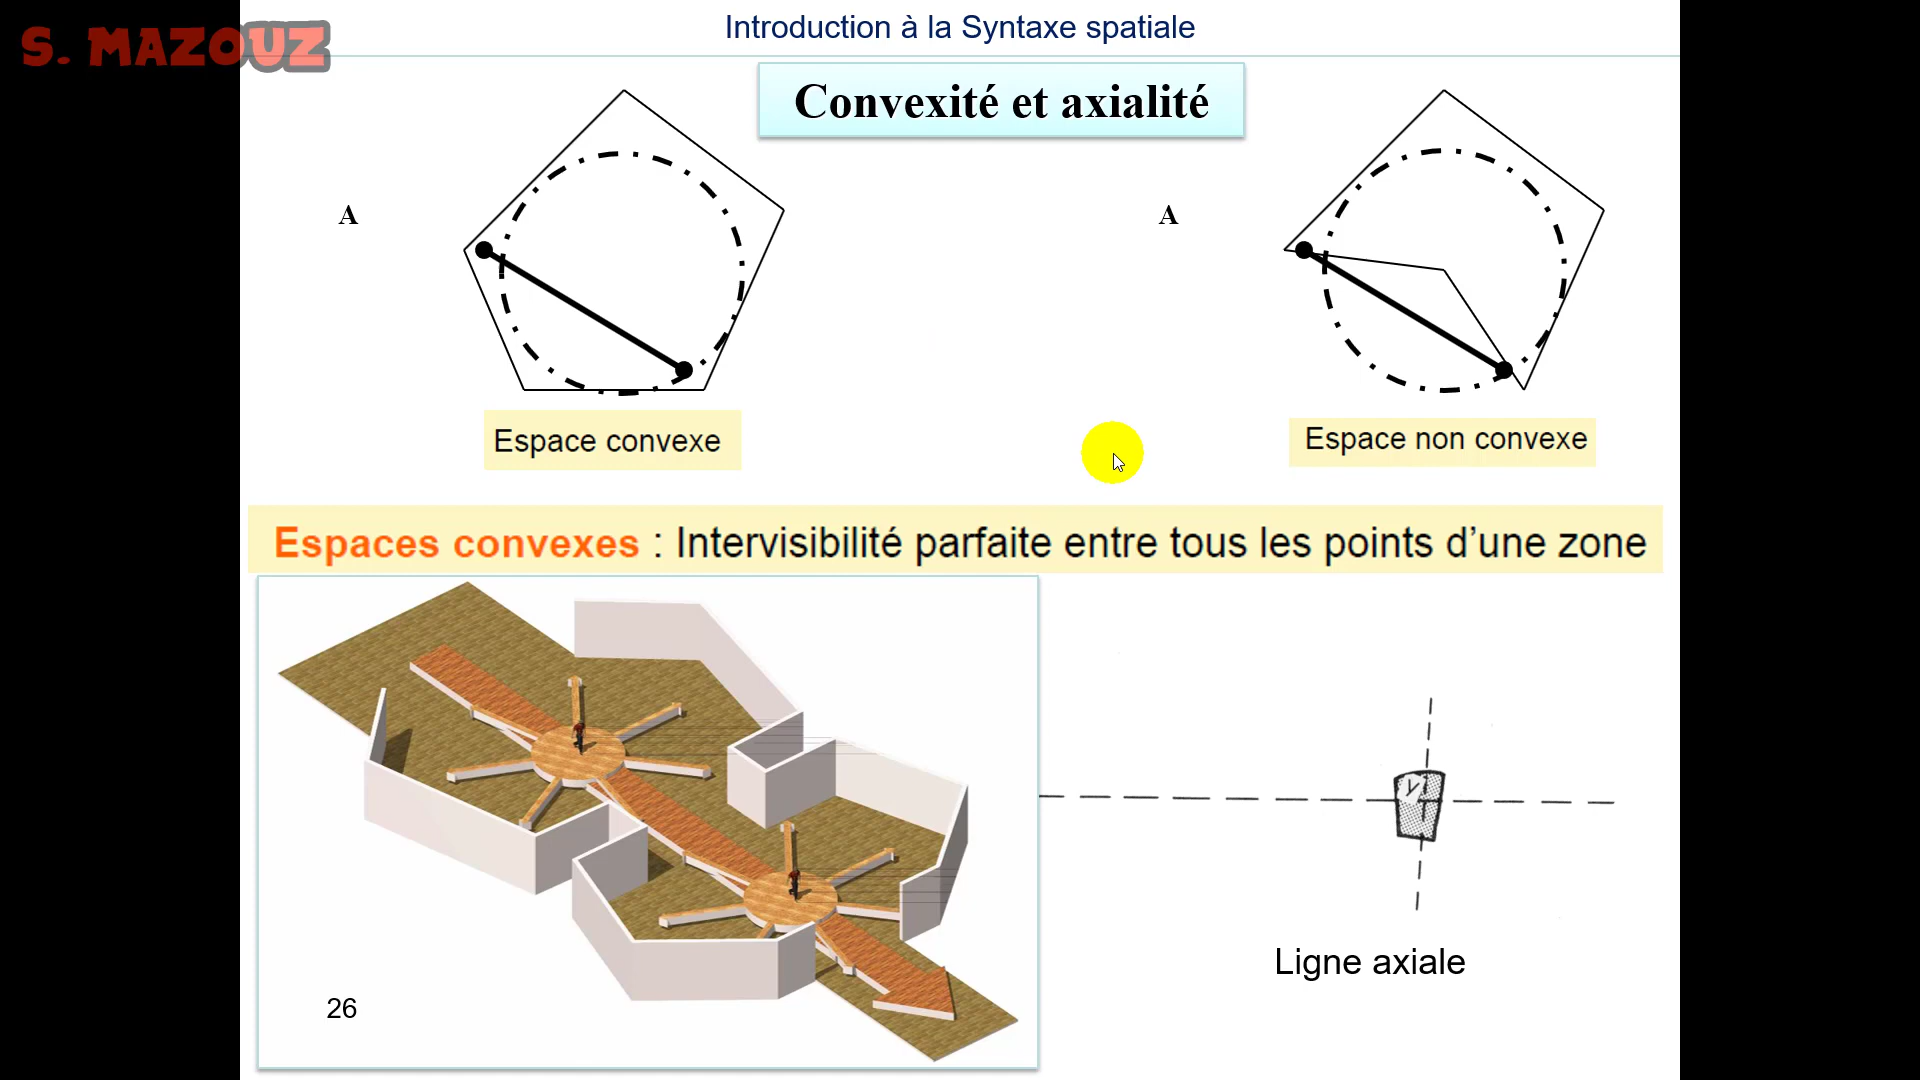 Introduction à la Syntaxe spatiale
S. MAZOUZ
Convexité et axialité
A
A
Espace convexe
Espace non convexe
Espaces convexes : Intervisibilité parfaite entre tous les points d’une zone
y
Ligne axiale
26